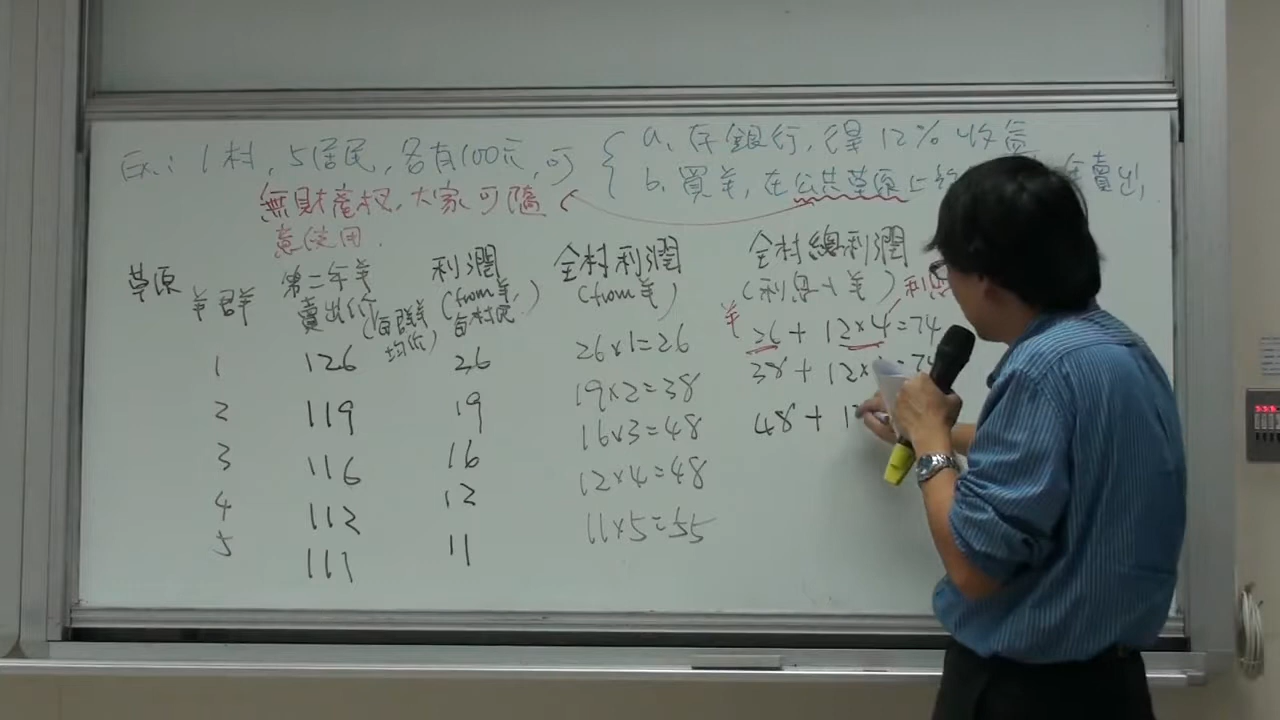 Ex: 1村, 5居民, 各有100元, 可 { a. 存銀行, 得12%收益
b. 買羊, 在公共草原上 賣出,
無財產权, 大家可隨
意使用.
草原 羊群 第二年羊 賣出价 (每隻羊 均价) 利潤 (from羊, 每村民) 全村利潤 (from羊) 全村總利潤 (利息+羊) 利息
羊
1 126 26 26×1=26 26 + 12×4=74
2 119 19 19×2=38 38 + 12×
3 116 16 16×3=48 48 + 1
4 112 12 12×4=48
5 111 11 11×5=55